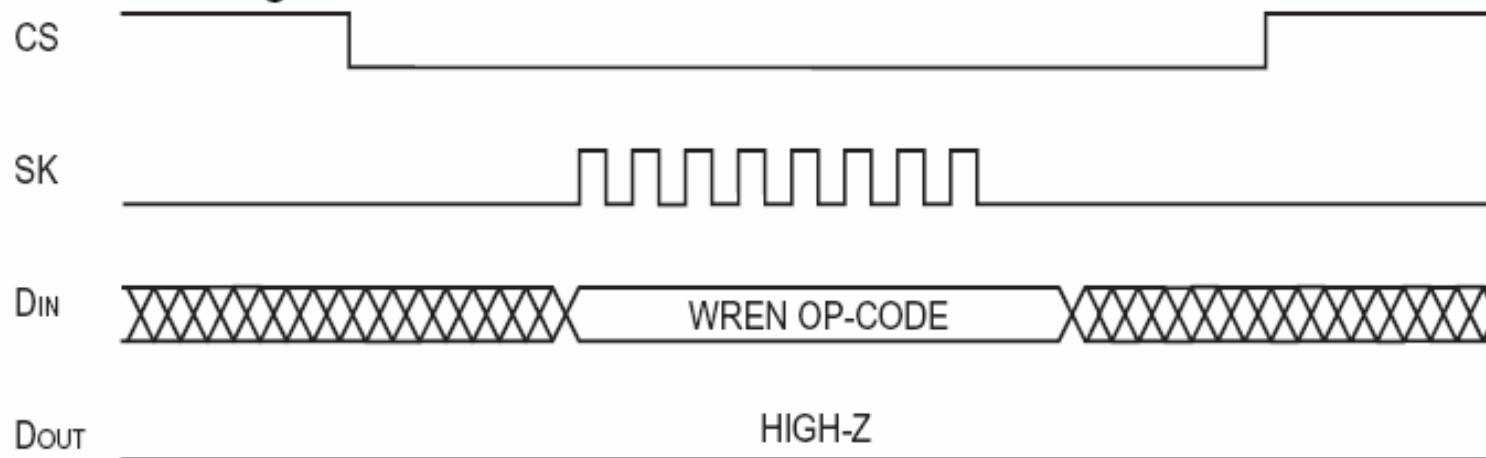 CS
SK
DIN
WREN OP-CODE
DOUT
HIGH-Z